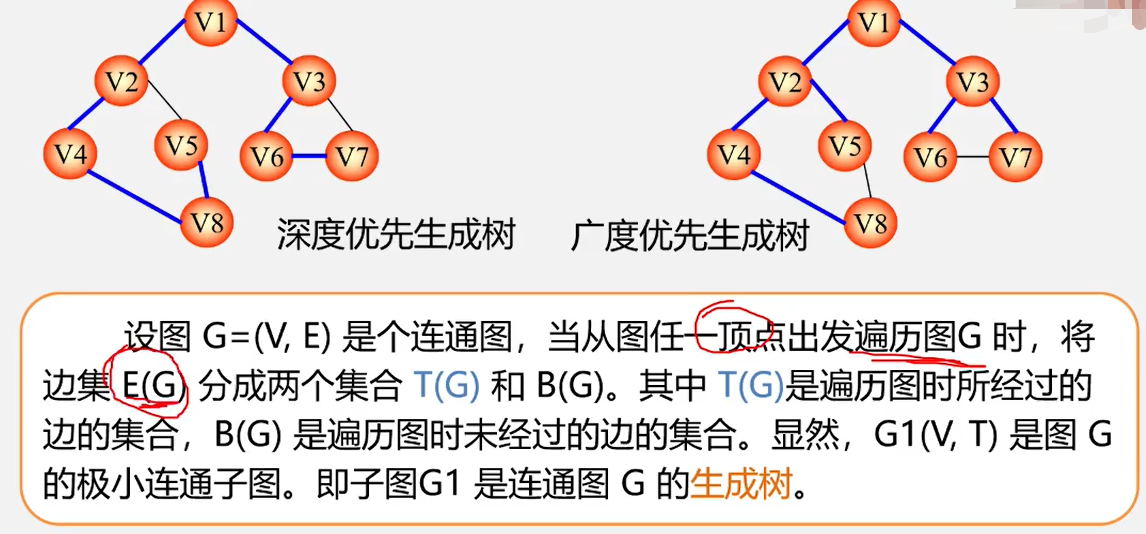 V1
V2
V3
V4
V5
V6
V7
V8
深度优先生成树
V1
V2
V3
V4
V5
V6
V7
V8
广度优先生成树
设图 G=(V, E) 是个连通图，当从图任一顶点出发遍历图G 时，将
边集 E(G) 分成两个集合 T(G) 和 B(G)。其中 T(G)是遍历图时所经过的
边的集合，B(G) 是遍历图时未经过的边的集合。显然，G1(V, T) 是图 G
的极小连通子图。即子图G1 是连通图 G 的生成树。